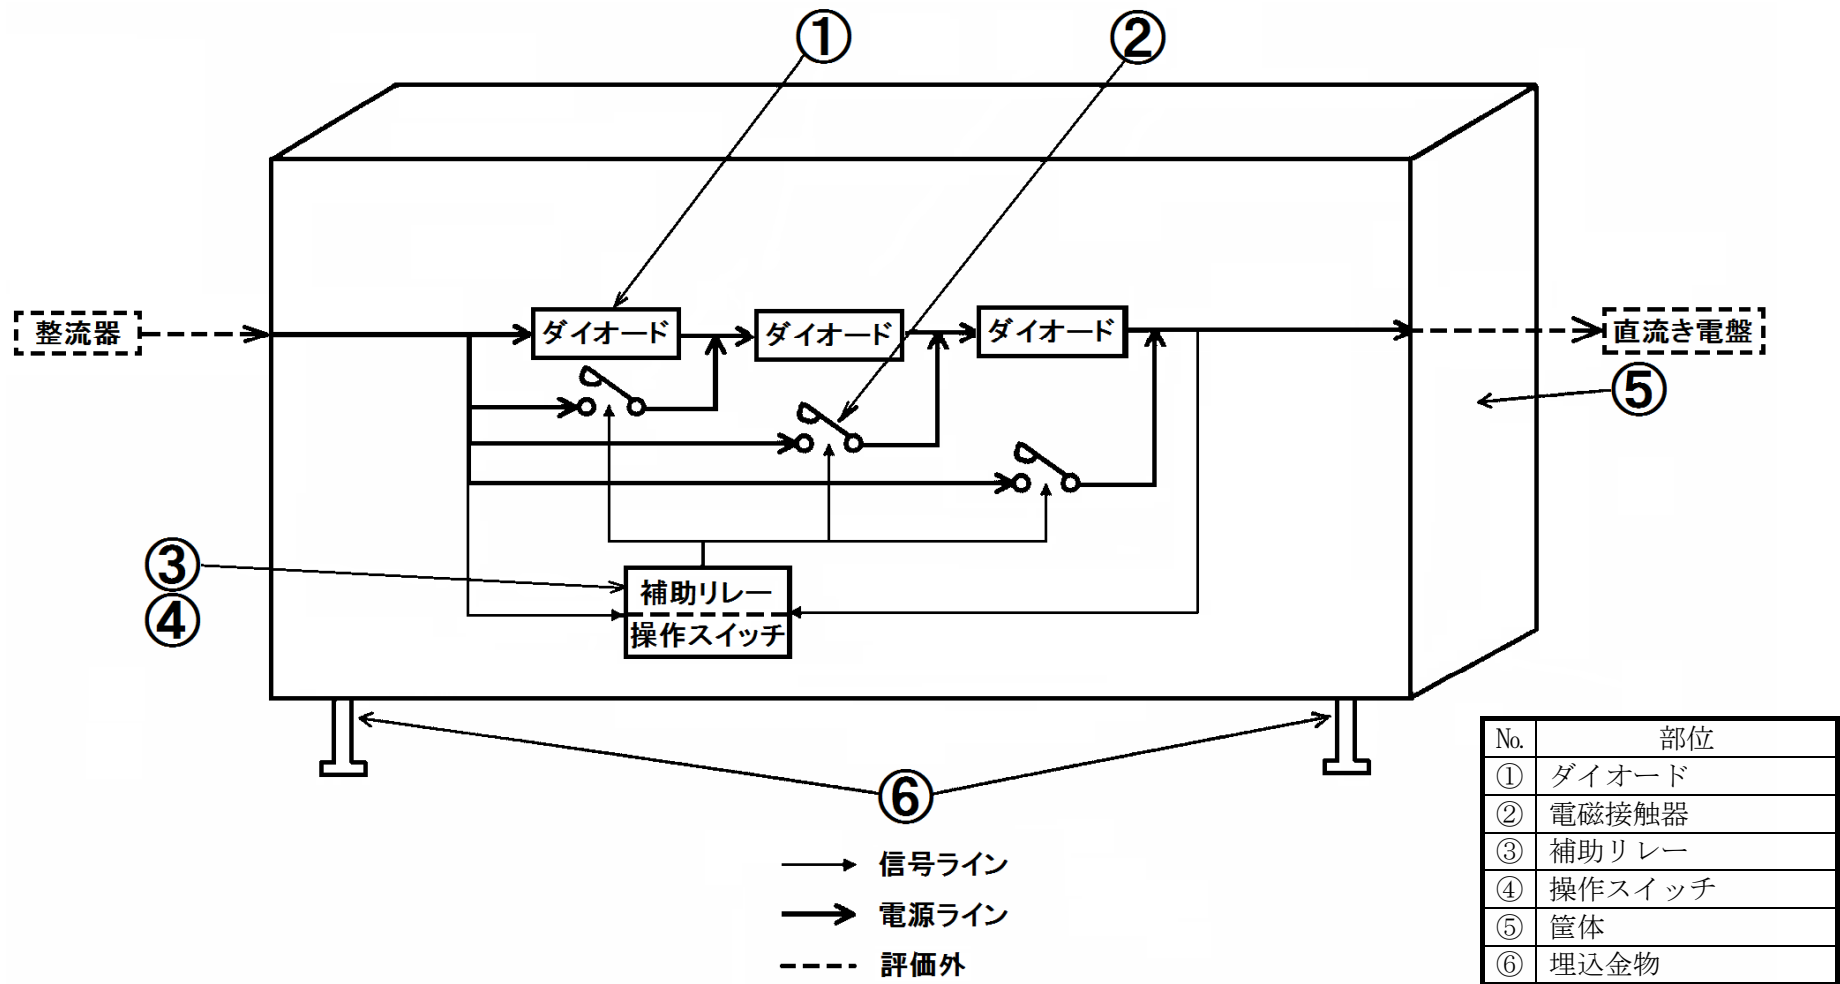 ①
②
整流器
ダイオード
ダイオード
ダイオード
直流き電盤
⑤
③
④
補助リレー
操作スイッチ
⑥
信号ライン
電源ライン
評価外
№ 部位
① ダイオード
② 電磁接触器
③ 補助リレー
④ 操作スイッチ
⑤ 筐体
⑥ 埋込金物